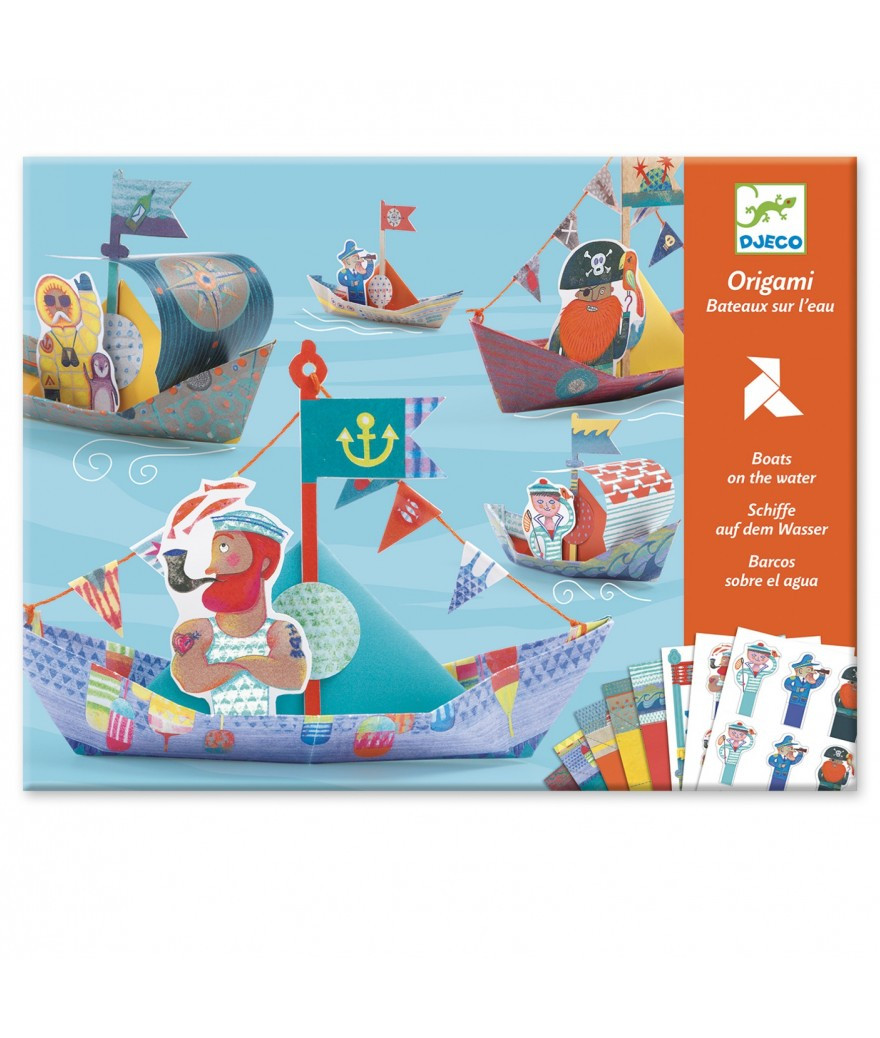 DJECO
Origami
Bateaux sur l'eau
Boats
on the water
Schiffe
auf dem Wasser
Barcos
sobre el agua